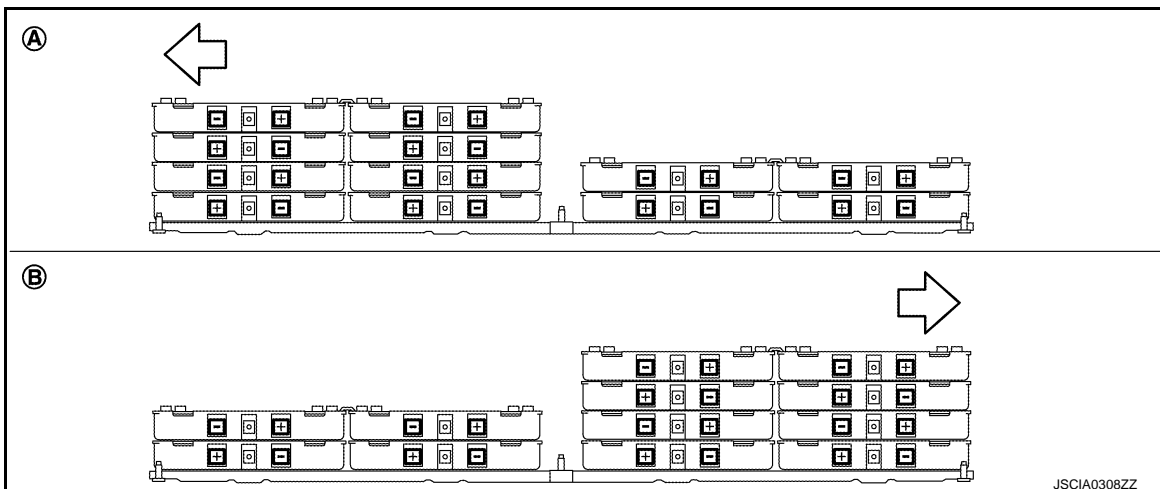 A
- + - +
+ - + -
- + - + - + - +
+ - + - + - + -
B
- + - +
+ - + -
- + - + - + - +
+ - + - + - + -
JSCIA0308ZZ